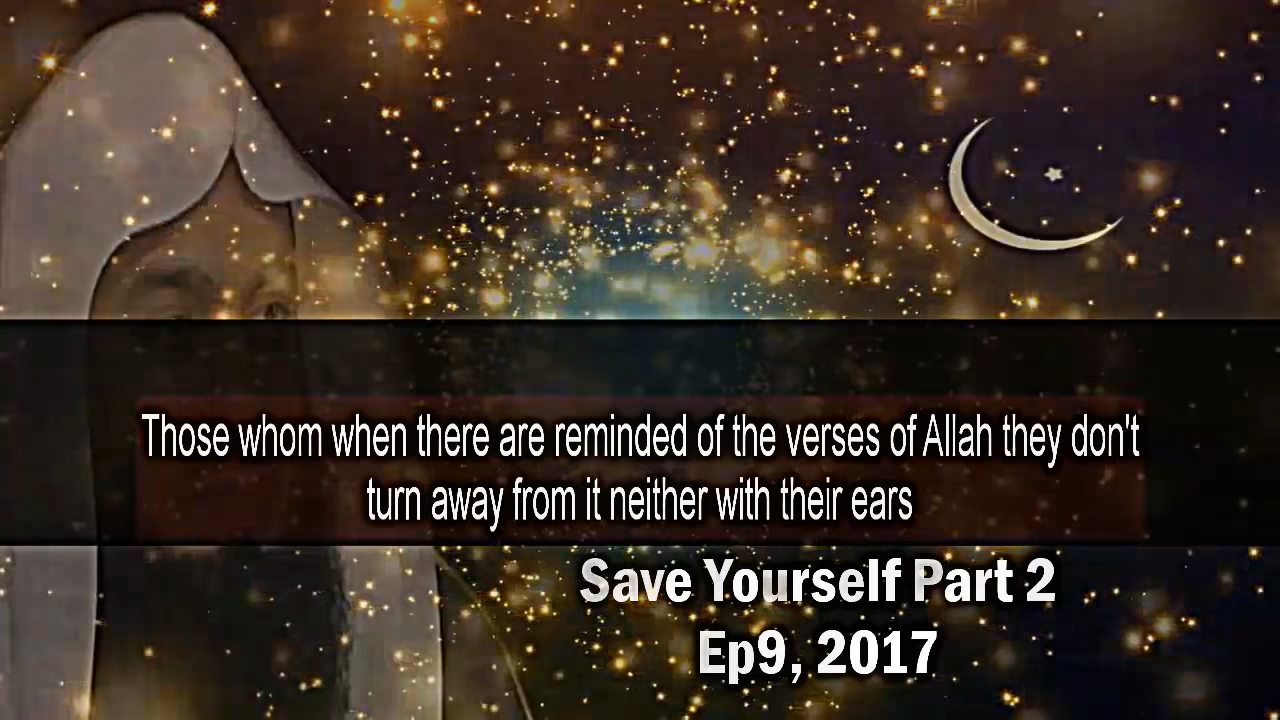 Those whom when there are reminded of the verses of Allah they don't
turn away from it neither with their ears
Save Yourself Part 2
Ep9, 2017